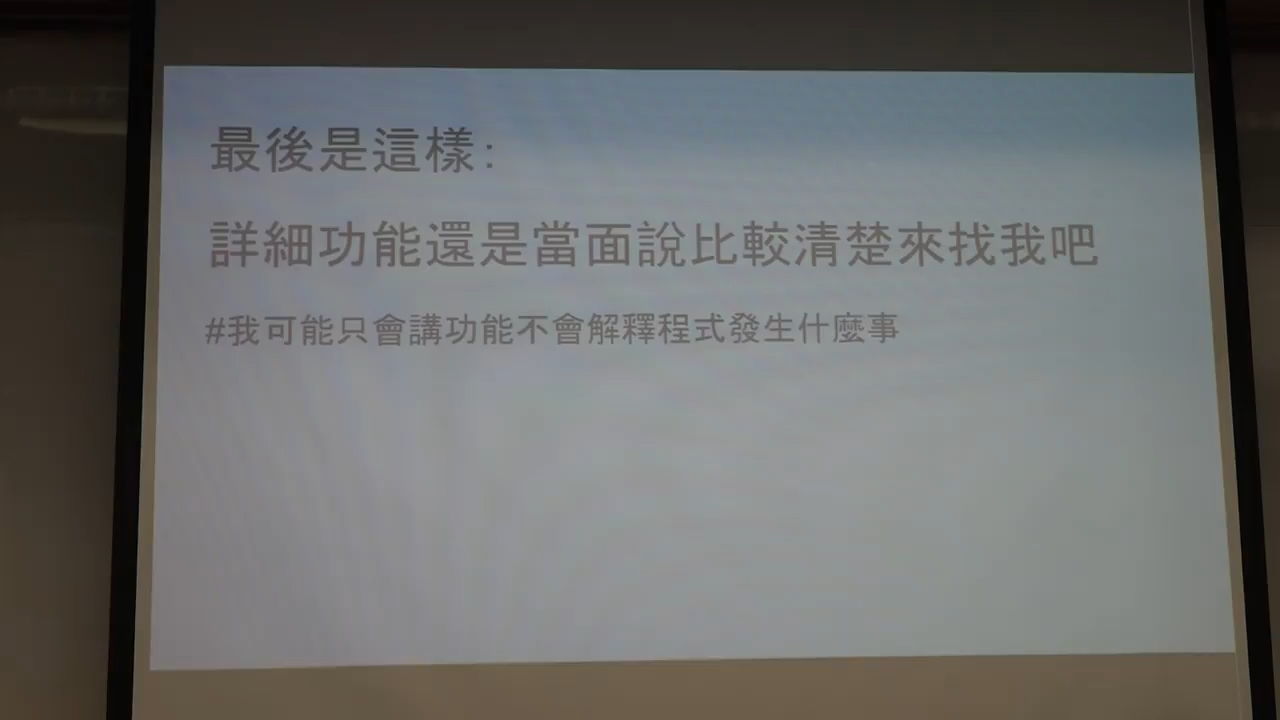 最後是這樣:
詳細功能還是當面說比較清楚來找我吧
#我可能只會講功能不會解釋程式發生什麼事